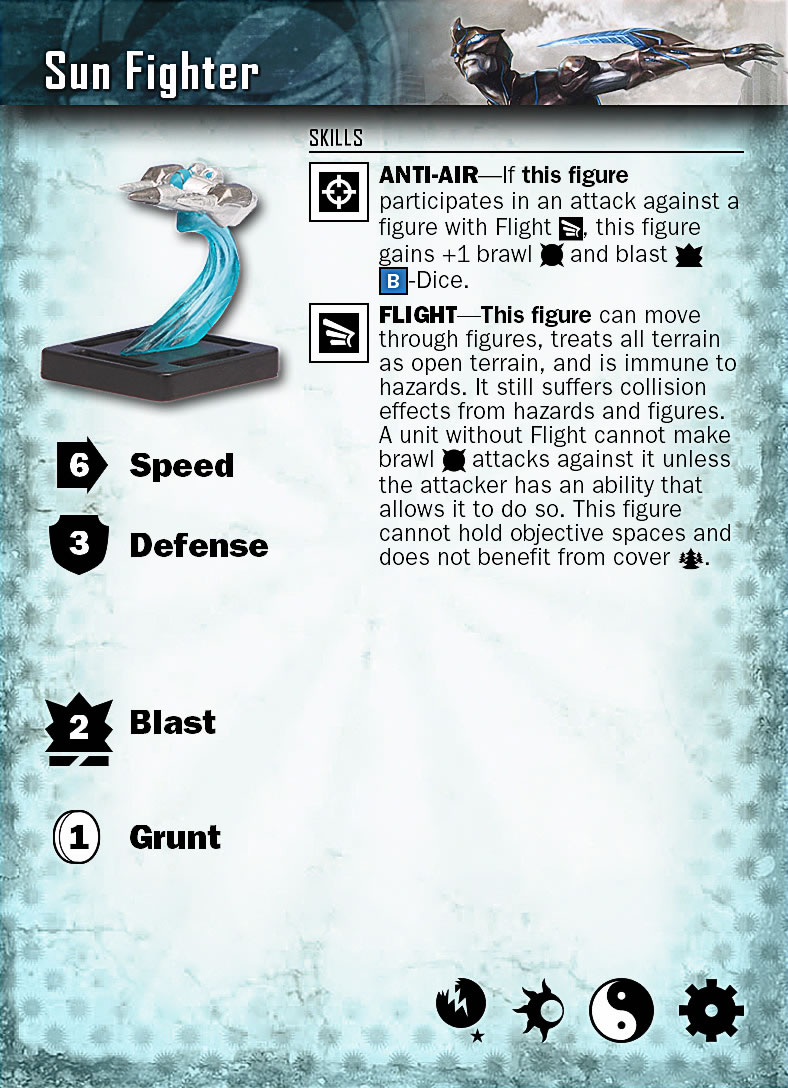 Sun Fighter
SKILLS
ANTI-AIR—If this figure
participates in an attack against a
figure with Flight , this figure
gains +1 brawl and blast
B-Dice.
FLIGHT—This figure can move
through figures, treats all terrain
as open terrain, and is immune to
hazards. It still suffers collision
effects from hazards and figures.
A unit without Flight cannot make
brawl attacks against it unless
the attacker has an ability that
allows it to do so. This figure
cannot hold objective spaces and
does not benefit from cover .
6 Speed
3 Defense
2 Blast
1 Grunt